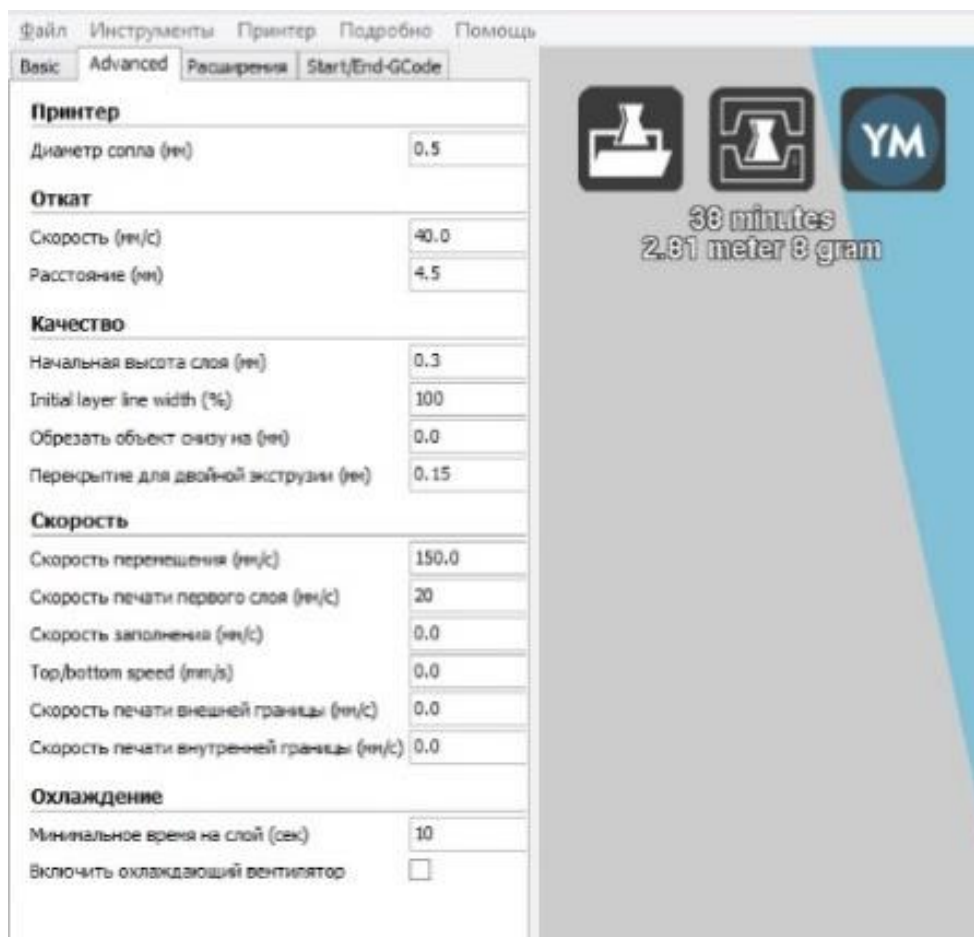 Файл Инструменты Принтер Подробно Помощь
Basic Advanced Расширения Start/End-GCode
Принтер
Диаметр сопла (мм) 0.5
Откат
Скорость (мм/с) 40.0
Расстояние (мм) 4.5
Качество
Начальная высота слоя (мм) 0.3
Initial layer line width (%) 100
Обрезать объект снизу на (мм) 0.0
Перекрытие для двойной экструзии (мм) 0.15
Скорость
Скорость перемещения (мм/с) 150.0
Скорость печати первого слоя (мм/с) 20
Скорость заполнения (мм/с) 0.0
Top/bottom speed (mm/s) 0.0
Скорость печати внешней границы (мм/с) 0.0
Скорость печати внутренней границы (мм/с) 0.0
Охлаждение
Минимальное время на слой (сек) 10
Включить охлаждающий вентилятор
YM
38 minutes
2.81 meter 8 gram